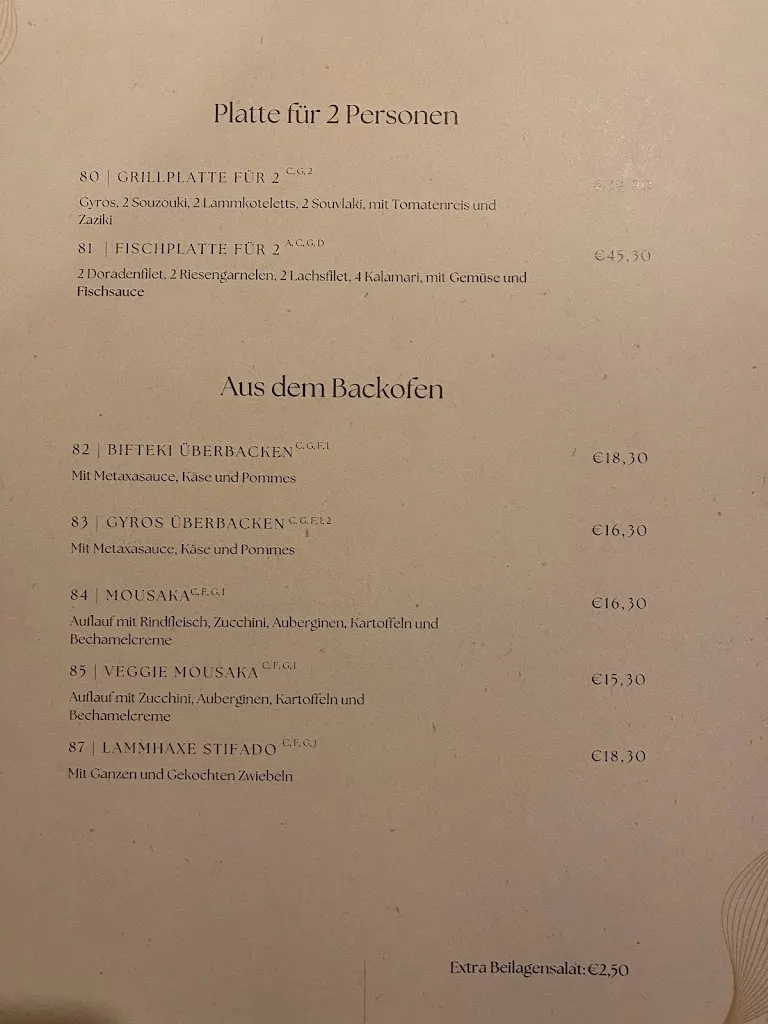 Platte für 2 Personen
80 | GRILLPLATTE FÜR 2 C, G, 2
Gyros, 2 Souzouki, 2 Lammkoteletts, 2 Souvlaki, mit Tomatenreis und
Zaziki
81 | FISCHPLATTE FÜR 2 A, C, G, D
€45,30
2 Doradenfilet, 2 Riesengarnelen, 2 Lachsfilet, 4 Kalamari, mit Gemüse und
Fischsauce
Aus dem Backofen
82 | BIFTEKI ÜBERBACKEN C, G, F, I
€18,30
Mit Metaxasauce, Käse und Pommes
83 | GYROS ÜBERBACKEN C, G, F, I, 2
€16,30
Mit Metaxasauce, Käse und Pommes
84 | MOUSAKA C, F, G, I
€16,30
Auflauf mit Rindfleisch, Zucchini, Auberginen, Kartoffeln und
Bechamelcreme
85 | VEGGIE MOUSAKA C, F, G, I
€15,30
Auflauf mit Zucchini, Auberginen, Kartoffeln und
Bechamelcreme
87 | LAMMHAXE STIFADO C, F, G, J
€18,30
Mit Ganzen und Gekochten Zwiebeln
Extra Beilagensalat: €2,50